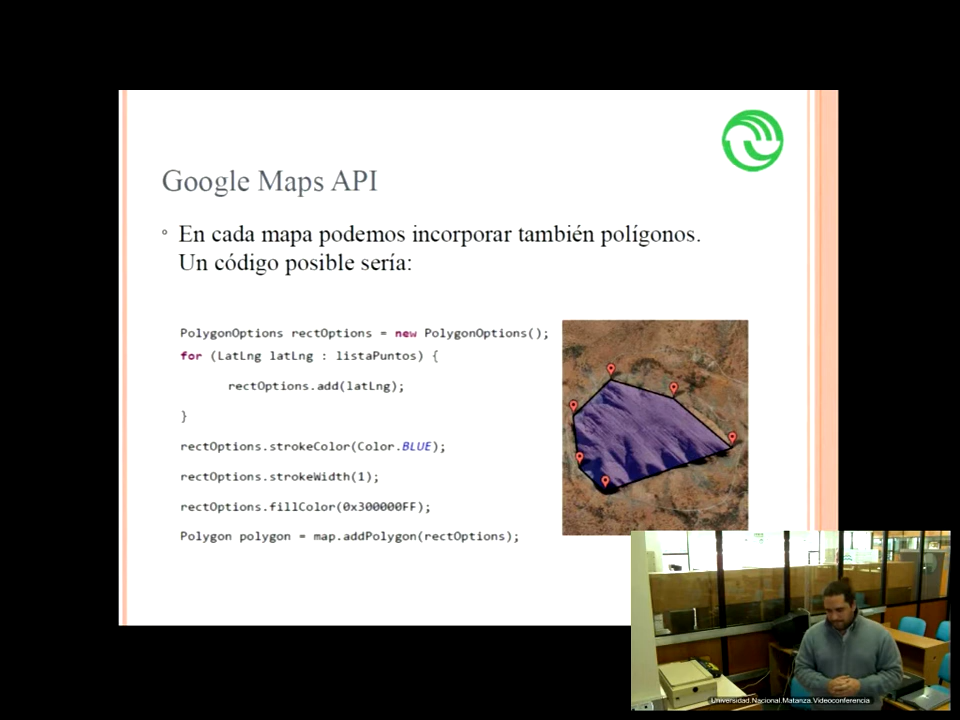 Google Maps API
En cada mapa podemos incorporar también polígonos.
Un código posible sería:
PolygonOptions rectOptions = new PolygonOptions();
for (LatLng latLng : listaPuntos) {
rectOptions.add(latLng);
}
rectOptions.strokeColor(Color.BLUE);
rectOptions.strokeWidth(1);
rectOptions.fillColor(0x300000FF);
Polygon polygon = map.addPolygon(rectOptions);
Universidad.Nacional.Matanza.Videoconferencia